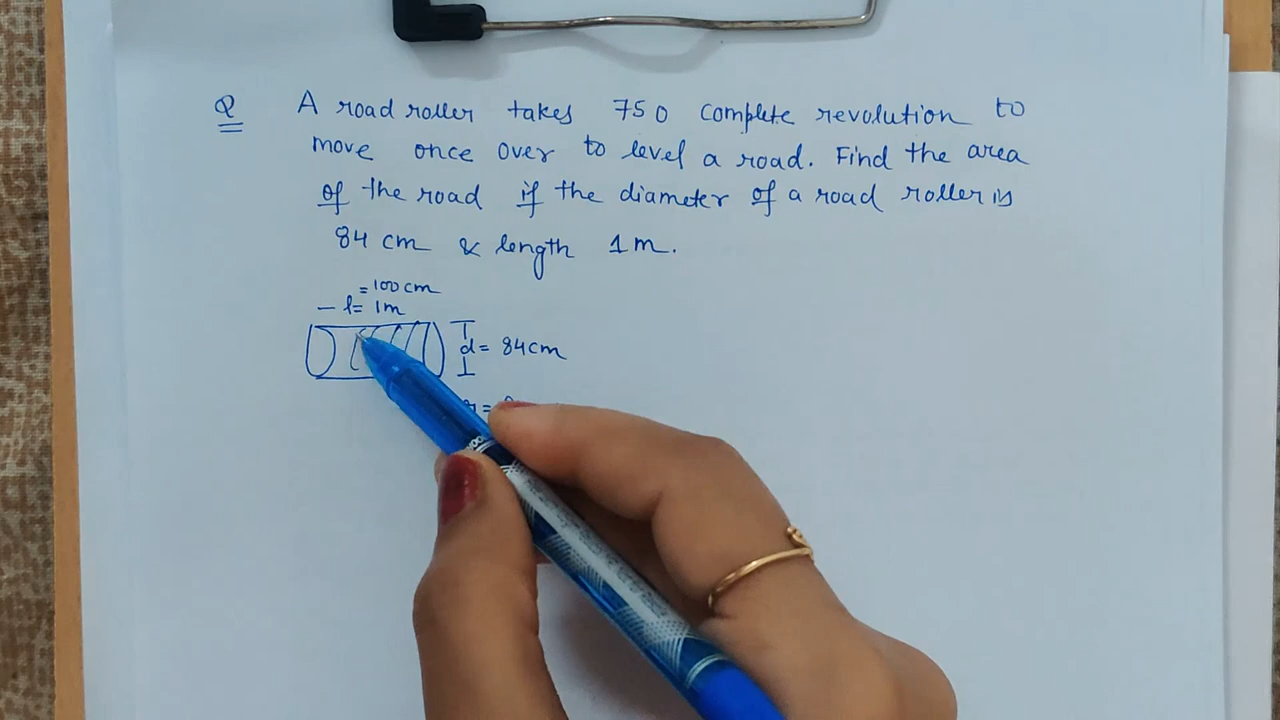 Q A road roller takes 750 complete revolution to
move once over to level a road. Find the area
of the road if the diameter of a road roller is
84 cm & length 1 m.
= 100 cm
l = 1m
d = 84cm
r =